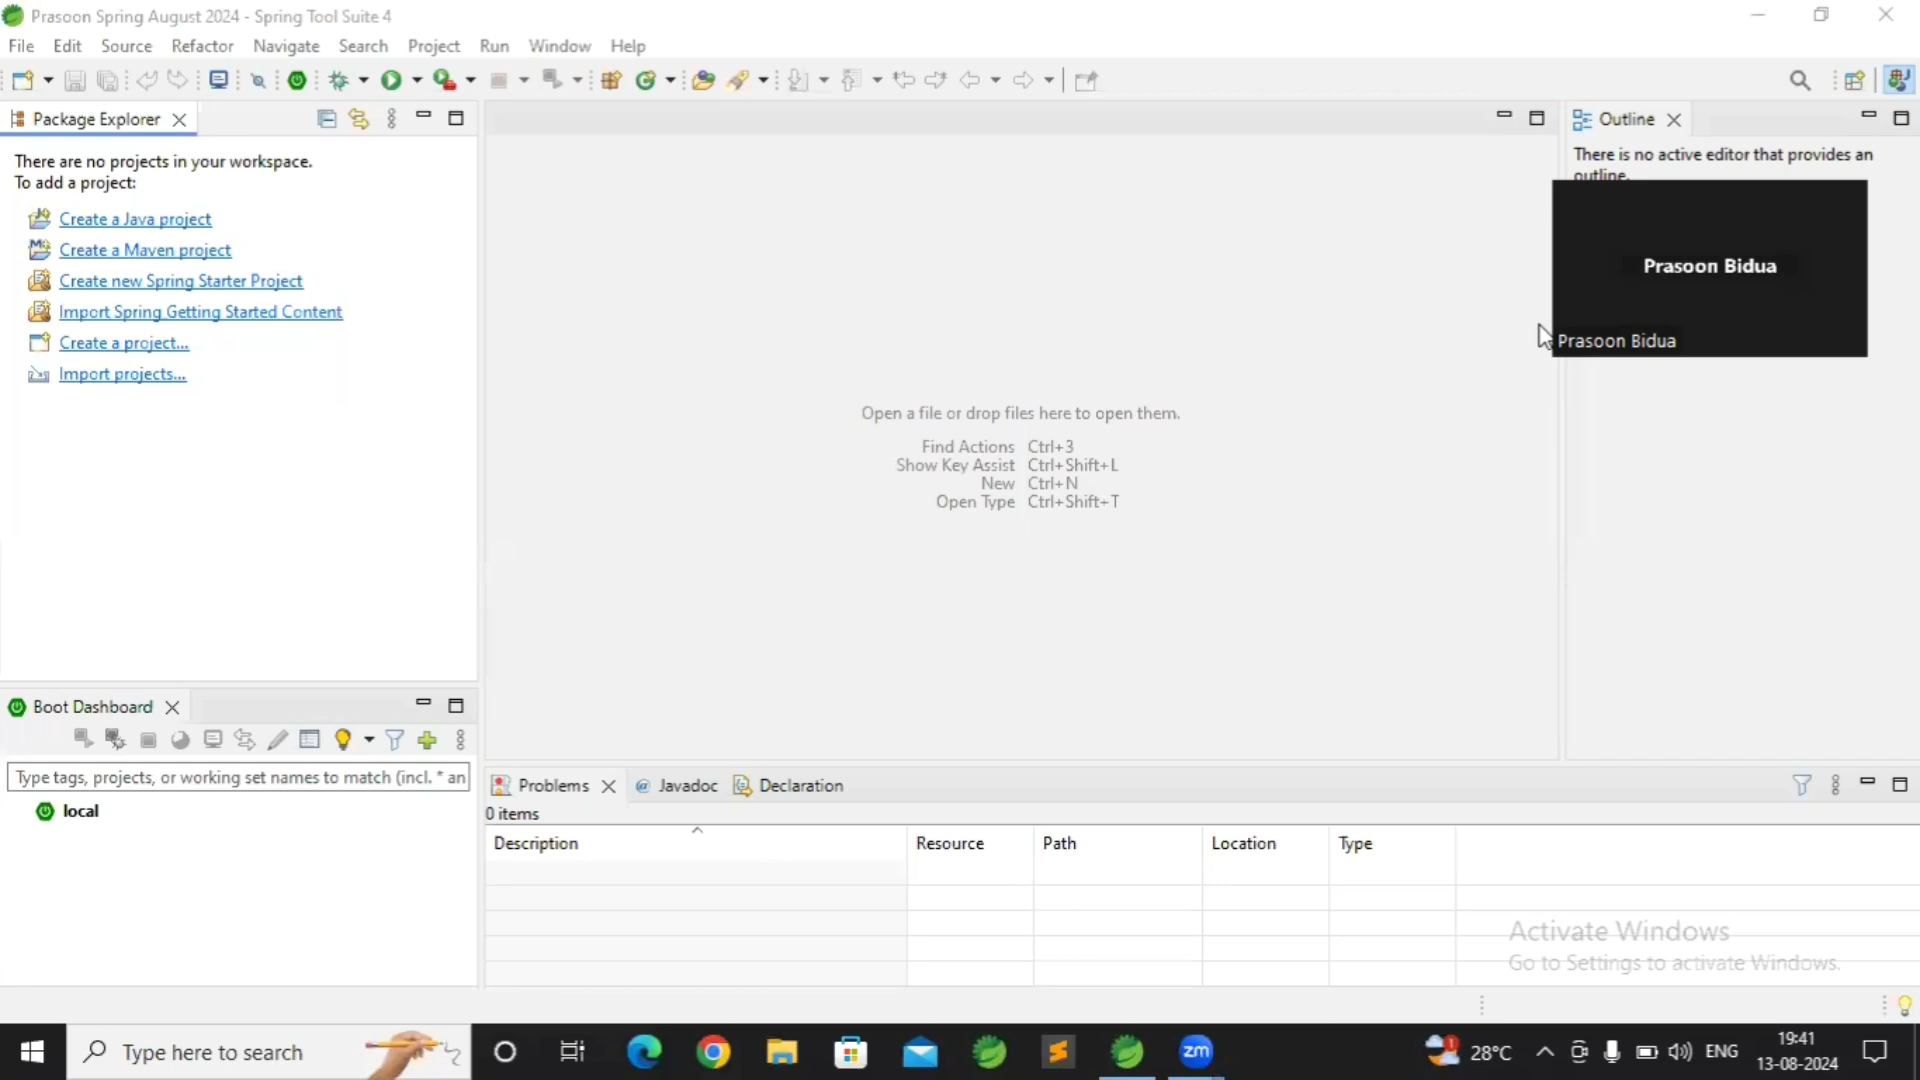 Prasoon Spring August 2024 - Spring Tool Suite 4
File Edit Source Refactor Navigate Search Project Run Window Help
Package Explorer
There are no projects in your workspace.
To add a project:
Create a Java project
Create a Maven project
Create new Spring Starter Project
Import Spring Getting Started Content
Create a project...
Import projects...
Open a file or drop files here to open them.
Find Actions Ctrl+3
Show Key Assist Ctrl+Shift+L
New Ctrl+N
Open Type Ctrl+Shift+T
Outline
There is no active editor that provides an
outline.
Prasoon Bidua
Prasoon Bidua
Boot Dashboard
Type tags, projects, or working set names to match (incl. * an
local
Problems Javadoc Declaration
0 items
Description Resource Path Location Type
Activate Windows
Go to Settings to activate Windows.
Type here to search
zm
28°C
ENG
19:41
13-08-2024